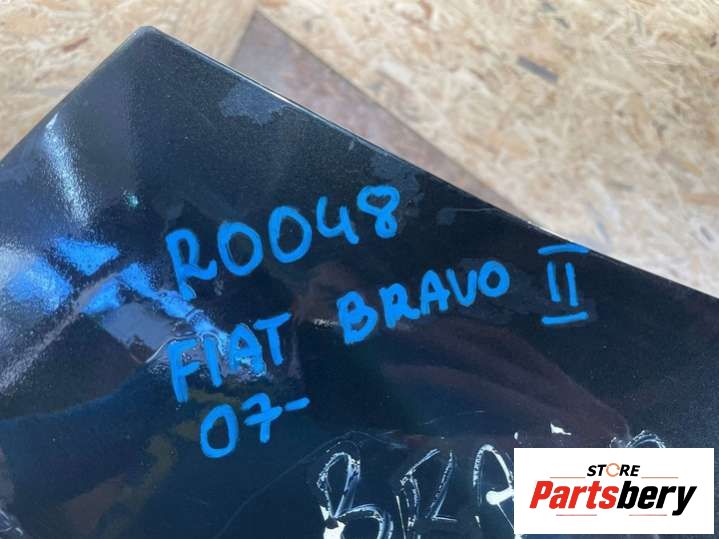 R0048
FIAT BRAVO II
07-
STORE
Partsbery